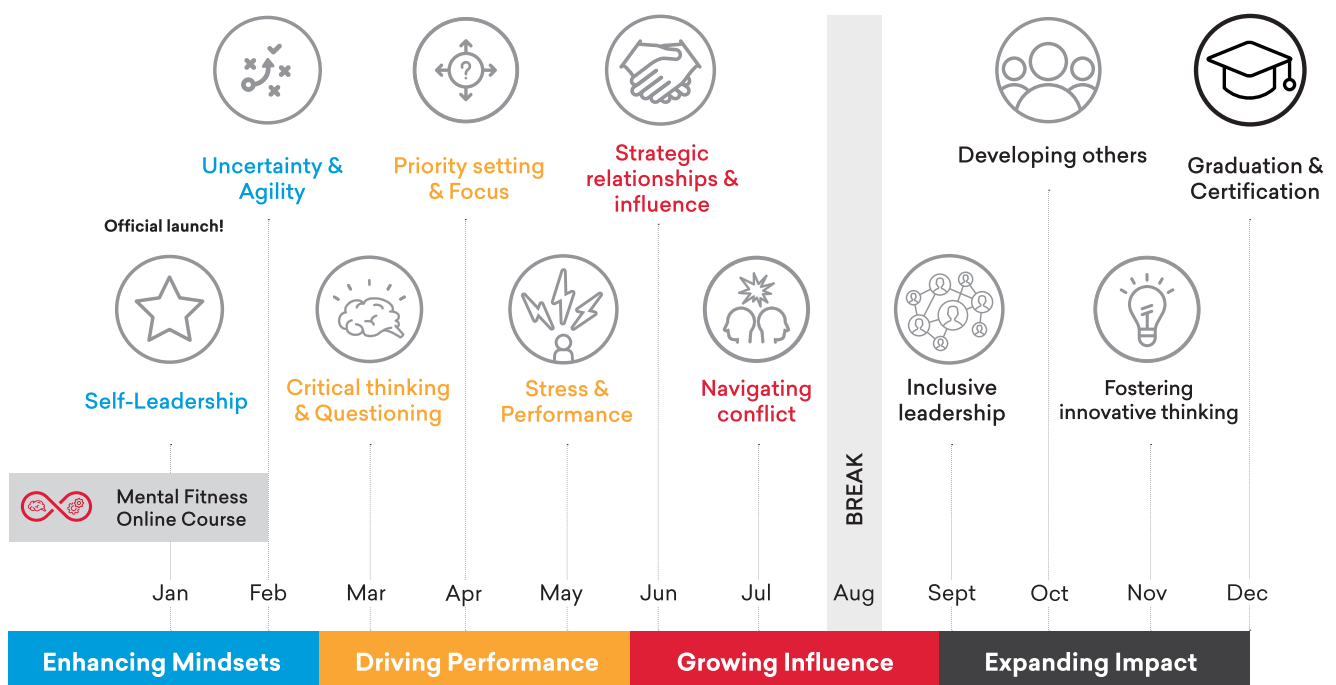 Uncertainty &
Agility
Priority setting
& Focus
?
Strategic
relationships &
influence
Developing others
Graduation &
Certification
Official launch!
Self-Leadership
Critical thinking
& Questioning
Stress &
Performance
Navigating
conflict
Inclusive
leadership
Fostering
innovative thinking
BREAK
Mental Fitness
Online Course
Jan
Feb
Mar
Apr
May
Jun
Jul
Aug
Sept
Oct
Nov
Dec
Enhancing Mindsets
Driving Performance
Growing Influence
Expanding Impact